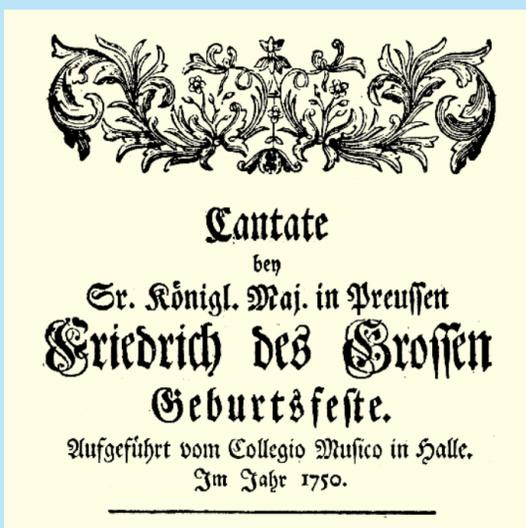 Cantate
bey
Sr. Königl. Maj. in Preussen
Friedrich des Grossen
Geburtsfeste.
Aufgeführt vom Collegio Musico in Halle.
Im Jahr 1750.